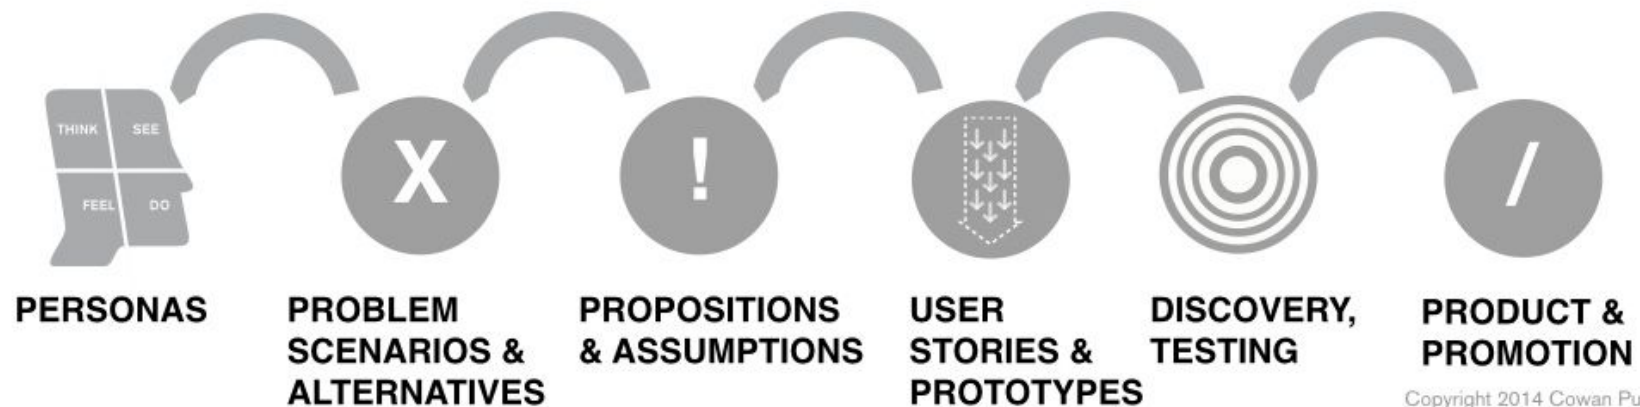 THINK
SEE
FEEL
DO
X
!
/
PERSONAS
PROBLEM
SCENARIOS &
ALTERNATIVES
PROPOSITIONS
& ASSUMPTIONS
USER
STORIES &
PROTOTYPES
DISCOVERY,
TESTING
PRODUCT &
PROMOTION
Copyright 2014 Cowan Pu